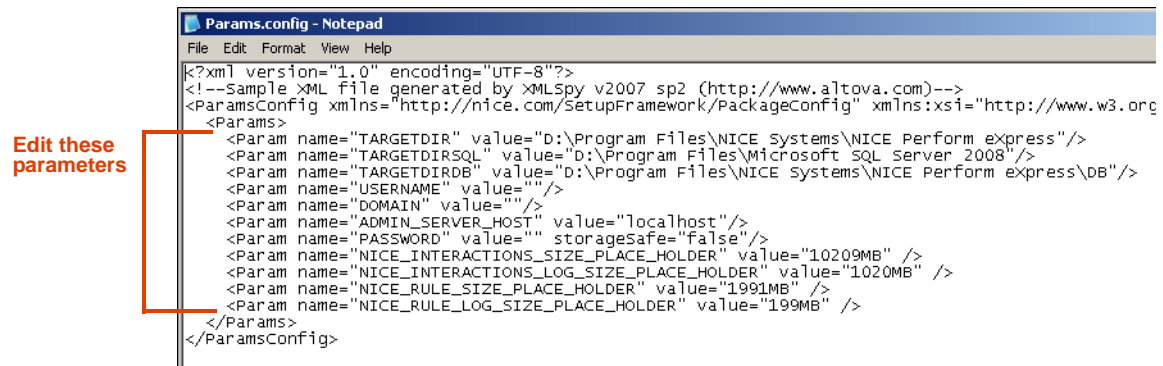 Params.config - Notepad
File Edit Format View Help
<?xml version="1.0" encoding="UTF-8"?>
<!--Sample XML file generated by XMLSpy v2007 sp2 (http://www.altova.com)-->
<ParamsConfig xmlns="http://nice.com/SetupFramework/PackageConfig" xmlns:xsi="http://www.w3.org
<Params>
Edit these
parameters
<Param name="TARGETDIR" value="D:\Program Files\NICE Systems\NICE Perform eXpress"/>
<Param name="TARGETDIRSQL" value="D:\Program Files\Microsoft SQL Server 2008"/>
<Param name="TARGETDIRDB" value="D:\Program Files\NICE Systems\NICE Perform eXpress\DB"/>
<Param name="USERNAME" value=""/>
<Param name="DOMAIN" value=""/>
<Param name="ADMIN_SERVER_HOST" value="localhost"/>
<Param name="PASSWORD" value="" storageSafe="false"/>
<Param name="NICE_INTERACTIONS_SIZE_PLACE_HOLDER" value="10209MB" />
<Param name="NICE_INTERACTIONS_LOG_SIZE_PLACE_HOLDER" value="1020MB" />
<Param name="NICE_RULE_SIZE_PLACE_HOLDER" value="1991MB" />
<Param name="NICE_RULE_LOG_SIZE_PLACE_HOLDER" value="199MB" />
</Params>
</ParamsConfig>